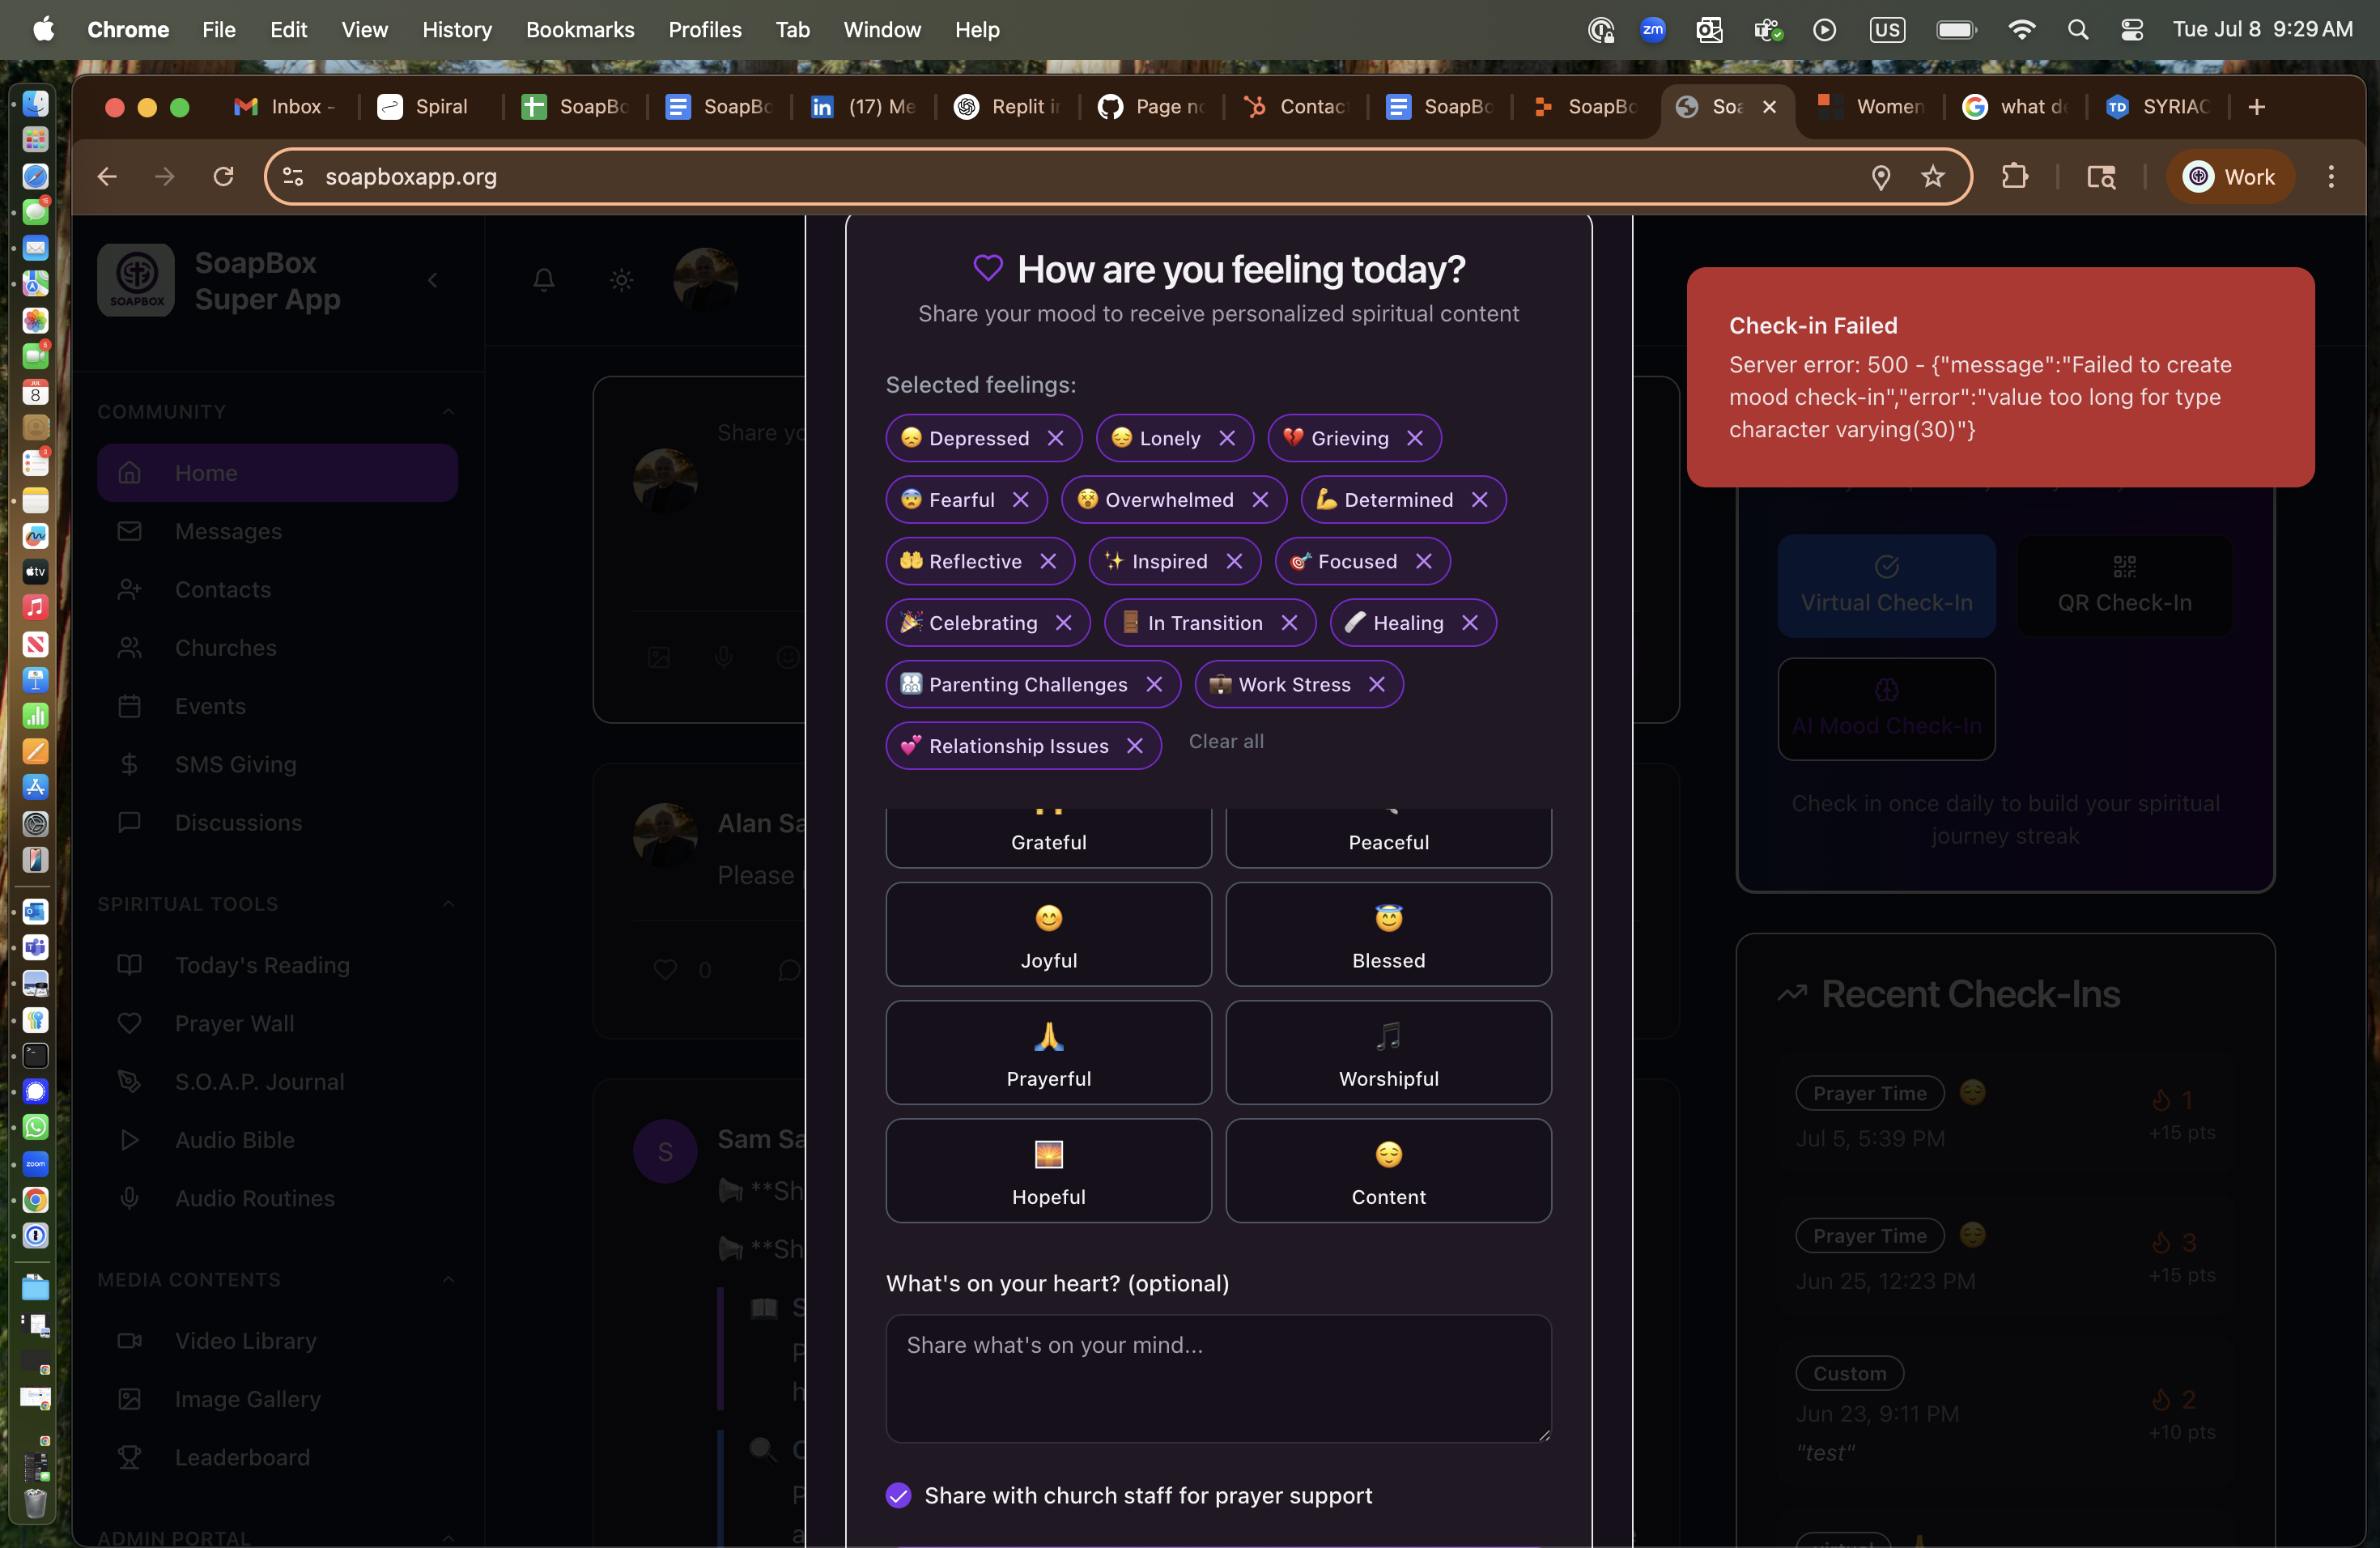 Chrome File Edit View History Bookmarks Profiles Tab Window Help
zm
US
Tue Jul 8 9:29 AM
Inbox -
Spiral
SoapBo
SoapBo
(17) Me
Replit in
Page no
Contac
SoapBo
SoapBo
Soa
Women
what de
SYRIAC
soapboxapp.org
Work
SOAPBOX
SoapBox
Super App
COMMUNITY
Home
Messages
Contacts
Churches
Events
SMS Giving
Discussions
SPIRITUAL TOOLS
Today's Reading
Prayer Wall
S.O.A.P. Journal
Audio Bible
Audio Routines
MEDIA CONTENTS
Video Library
Image Gallery
Leaderboard
ADMIN PORTAL
Share yo
Alan Sa
Please
0
S
Sam Sa
**Sh
**Sh
How are you feeling today?
Share your mood to receive personalized spiritual content
Selected feelings:
Depressed
Lonely
Grieving
Fearful
Overwhelmed
Determined
Reflective
Inspired
Focused
Celebrating
In Transition
Healing
Parenting Challenges
Work Stress
Relationship Issues
Clear all
Grateful
Peaceful
Joyful
Blessed
Prayerful
Worshipful
Hopeful
Content
What's on your heart? (optional)
Share what's on your mind...
Share with church staff for prayer support
Check-in Failed
Server error: 500 - {"message":"Failed to create
mood check-in","error":"value too long for type
character varying(30)"}
Virtual Check-In
QR Check-In
AI Mood Check-In
Check in once daily to build your spiritual
journey streak
Recent Check-Ins
Prayer Time
1
Jul 5, 5:39 PM
+15 pts
Prayer Time
3
Jun 25, 12:23 PM
+15 pts
Custom
2
Jun 23, 9:11 PM
+10 pts
"test"
virtual